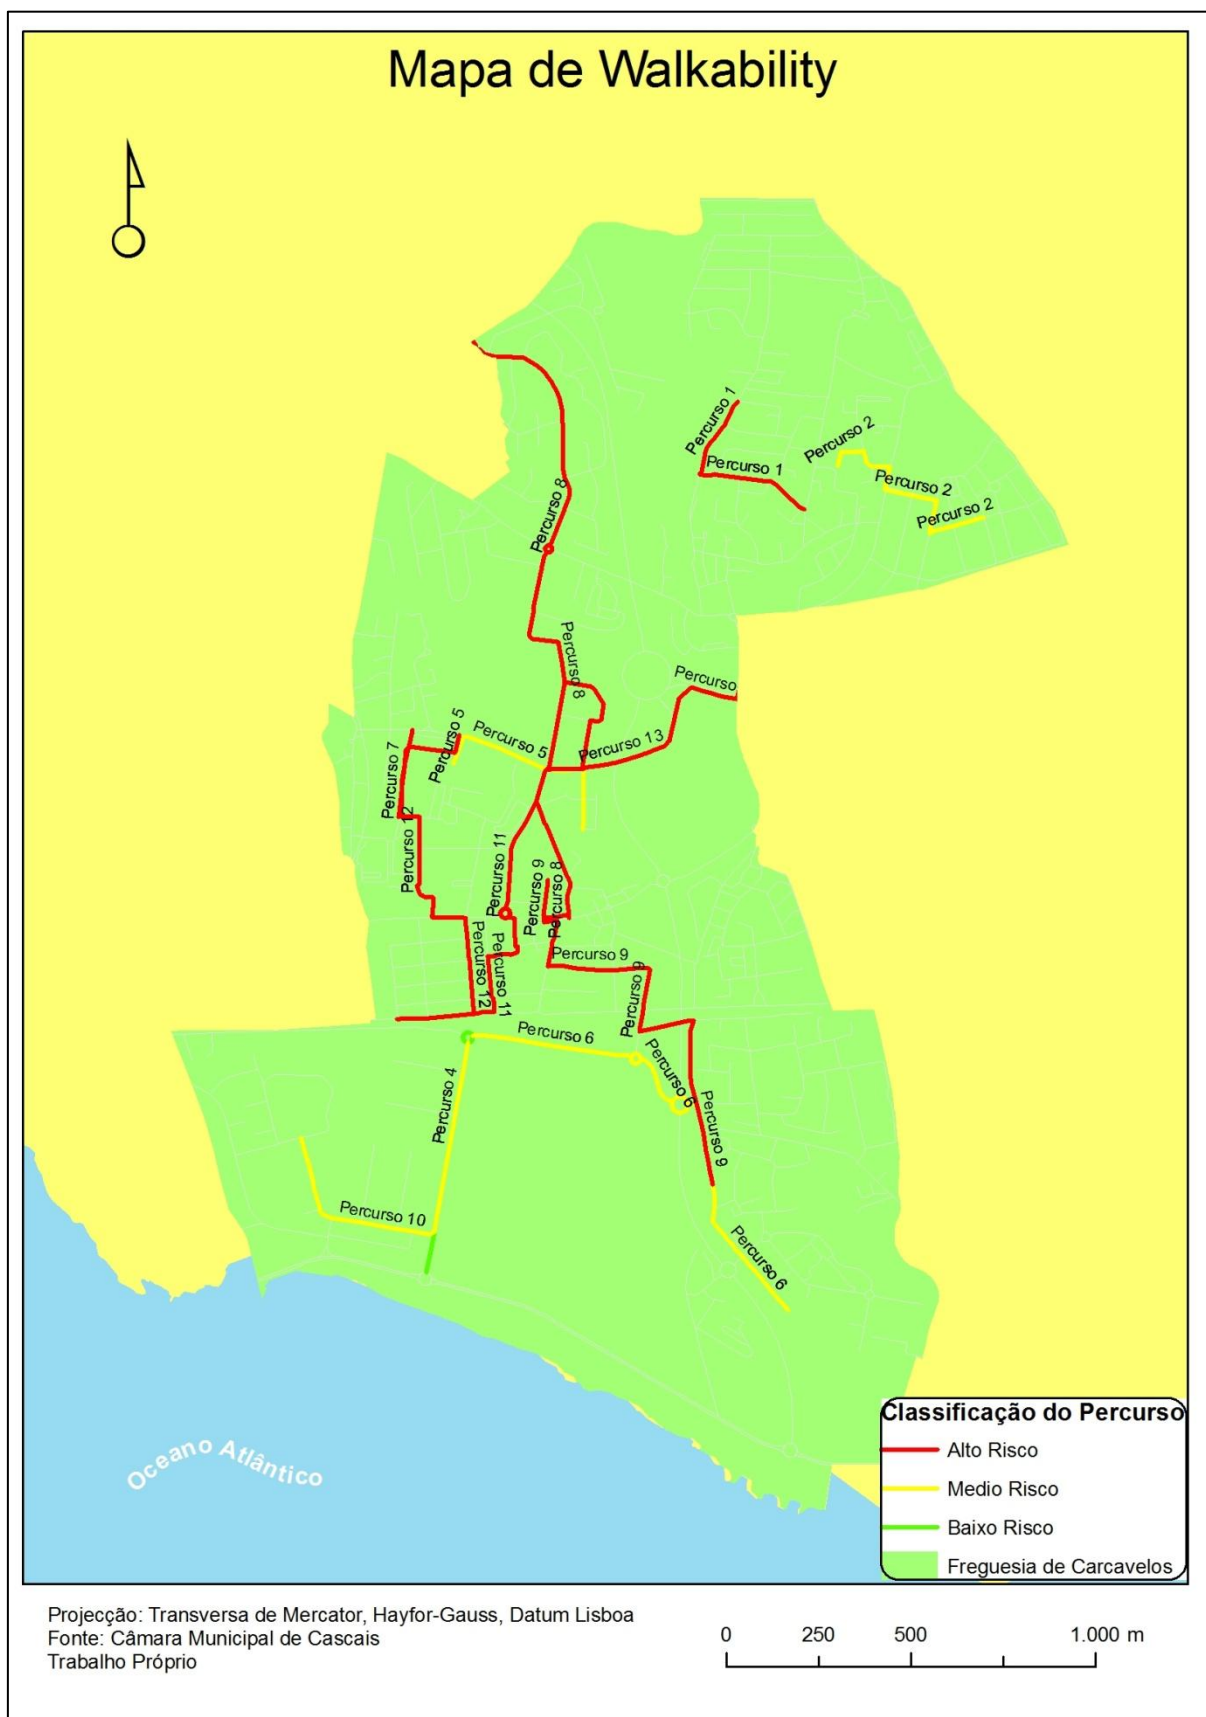 Mapa de Walkability
Percurso 1
Percurso 1
Percurso 2
Percurso 2
Percurso 2
Percurso 8
Percurso 8
Percurso
Percurso 5
Percurso 5
Percurso 13
Percurso 7
Percurso 12
Percurso 11
Percurso 9
Percurso 8
Percurso 12
Percurso 11
Percurso 9
Percurso 9
Percurso 6
Percurso 6
Percurso 4
Percurso 9
Percurso 10
Percurso 6
Oceano Atlântico
Classificação do Percurso
Alto Risco
Medio Risco
Baixo Risco
Freguesia de Carcavelos
Projecção: Transversa de Mercator, Hayfor-Gauss, Datum Lisboa
Fonte: Câmara Municipal de Cascais
Trabalho Próprio
0 250 500 1.000 m